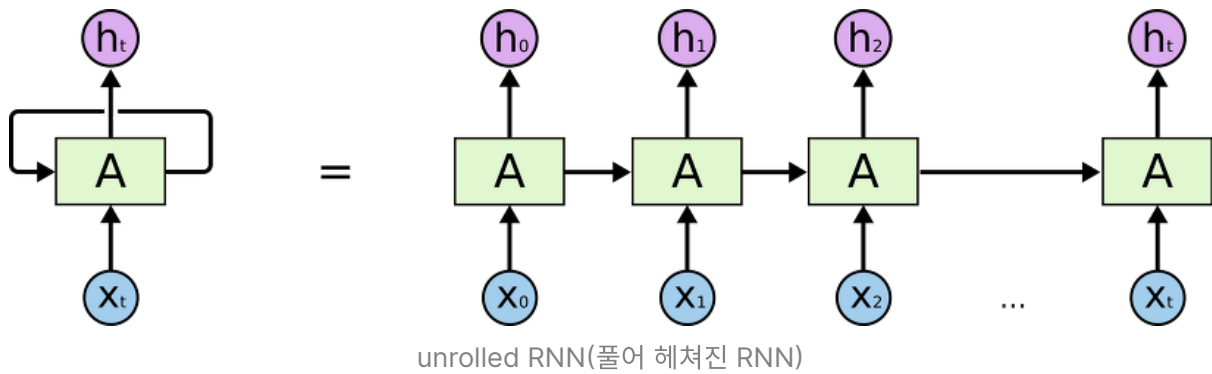 ht h0 h1 h2 ht
A = A A A A
xt x0 x1 x2 ... xt
unrolled RNN(풀어 헤쳐진 RNN)